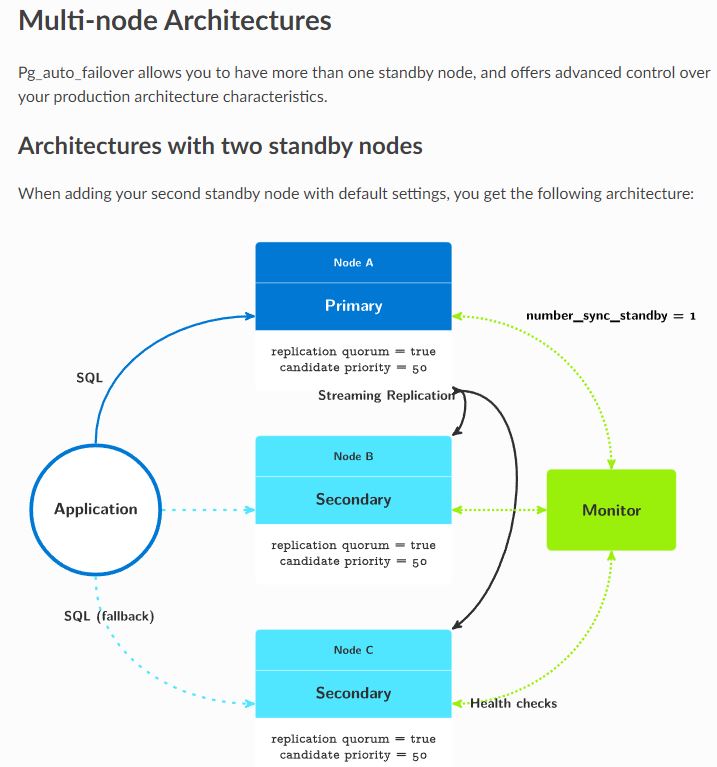 Multi-node Architectures
Pg_auto_failover allows you to have more than one standby node, and offers advanced control over
your production architecture characteristics.
Architectures with two standby nodes
When adding your second standby node with default settings, you get the following architecture:
Node A
Primary
number_sync_standby = 1
replication quorum = true
candidate priority = 50
SQL
Streaming Replication
Node B
Secondary
Application
Monitor
replication quorum = true
candidate priority = 50
SQL (fallback)
Node C
Secondary
Health checks
replication quorum = true
candidate priority = 50